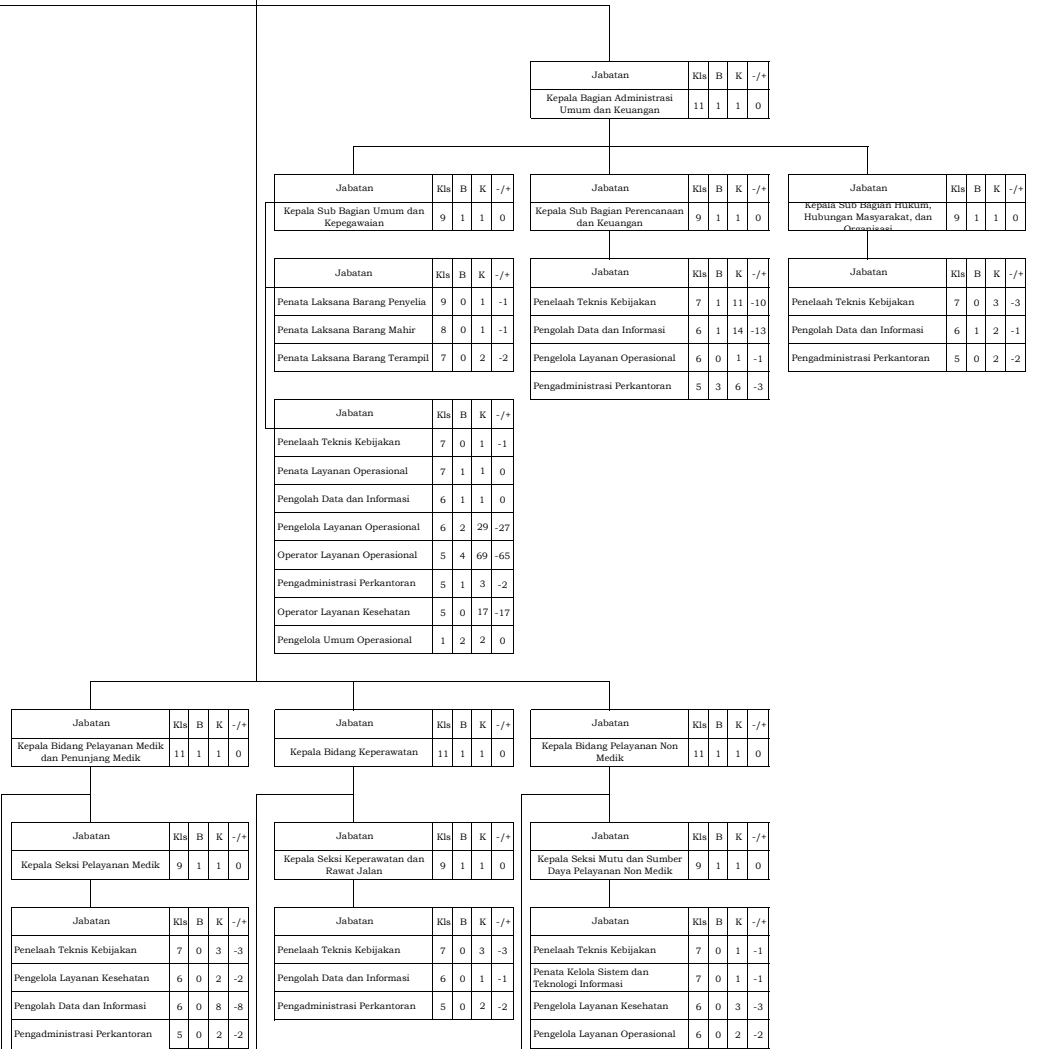 Jabatan Kls B K -/+
Kepala Bagian Administrasi
Umum dan Keuangan 11 1 1 0
Jabatan Kls B K -/+
Kepala Sub Bagian Umum dan
Kepegawaian 9 1 1 0
Jabatan Kls B K -/+
Kepala Sub Bagian Perencanaan
dan Keuangan 9 1 1 0
Jabatan Kls B K -/+
Kepala Sub Bagian Hukum,
Hubungan Masyarakat, dan
Organisasi 9 1 1 0
Jabatan Kls B K -/+
Penata Laksana Barang Penyelia 9 0 1 -1
Penata Laksana Barang Mahir 8 0 1 -1
Penata Laksana Barang Terampil 7 0 2 -2
Jabatan Kls B K -/+
Penelaah Teknis Kebijakan 7 1 11 -10
Pengolah Data dan Informasi 6 1 14 -13
Pengelola Layanan Operasional 6 0 1 -1
Pengadministrasi Perkantoran 5 3 6 -3
Jabatan Kls B K -/+
Penelaah Teknis Kebijakan 7 0 3 -3
Pengolah Data dan Informasi 6 1 2 -1
Pengadministrasi Perkantoran 5 0 2 -2
Jabatan Kls B K -/+
Penelaah Teknis Kebijakan 7 0 1 -1
Penata Layanan Operasional 7 1 1 0
Pengolah Data dan Informasi 6 1 1 0
Pengelola Layanan Operasional 6 2 29 -27
Operator Layanan Operasional 5 4 69 -65
Pengadministrasi Perkantoran 5 1 3 -2
Operator Layanan Kesehatan 5 0 17 -17
Pengelola Umum Operasional 1 2 2 0
Jabatan Kls B K -/+
Kepala Bidang Pelayanan Medik
dan Penunjang Medik 11 1 1 0
Jabatan Kls B K -/+
Kepala Bidang Keperawatan 11 1 1 0
Jabatan Kls B K -/+
Kepala Bidang Pelayanan Non
Medik 11 1 1 0
Jabatan Kls B K -/+
Kepala Seksi Pelayanan Medik 9 1 1 0
Jabatan Kls B K -/+
Kepala Seksi Keperawatan dan
Rawat Jalan 9 1 1 0
Jabatan Kls B K -/+
Kepala Seksi Mutu dan Sumber
Daya Pelayanan Non Medik 9 1 1 0
Jabatan Kls B K -/+
Penelaah Teknis Kebijakan 7 0 3 -3
Pengelola Layanan Kesehatan 6 0 2 -2
Pengolah Data dan Informasi 6 0 8 -8
Pengadministrasi Perkantoran 5 0 2 -2
Jabatan Kls B K -/+
Penelaah Teknis Kebijakan 7 0 3 -3
Pengolah Data dan Informasi 6 0 1 -1
Pengadministrasi Perkantoran 5 0 2 -2
Jabatan Kls B K -/+
Penelaah Teknis Kebijakan 7 0 1 -1
Penata Kelola Sistem dan
Teknologi Informasi 7 0 1 -1
Pengelola Layanan Kesehatan 6 0 3 -3
Pengelola Layanan Operasional 6 0 2 -2